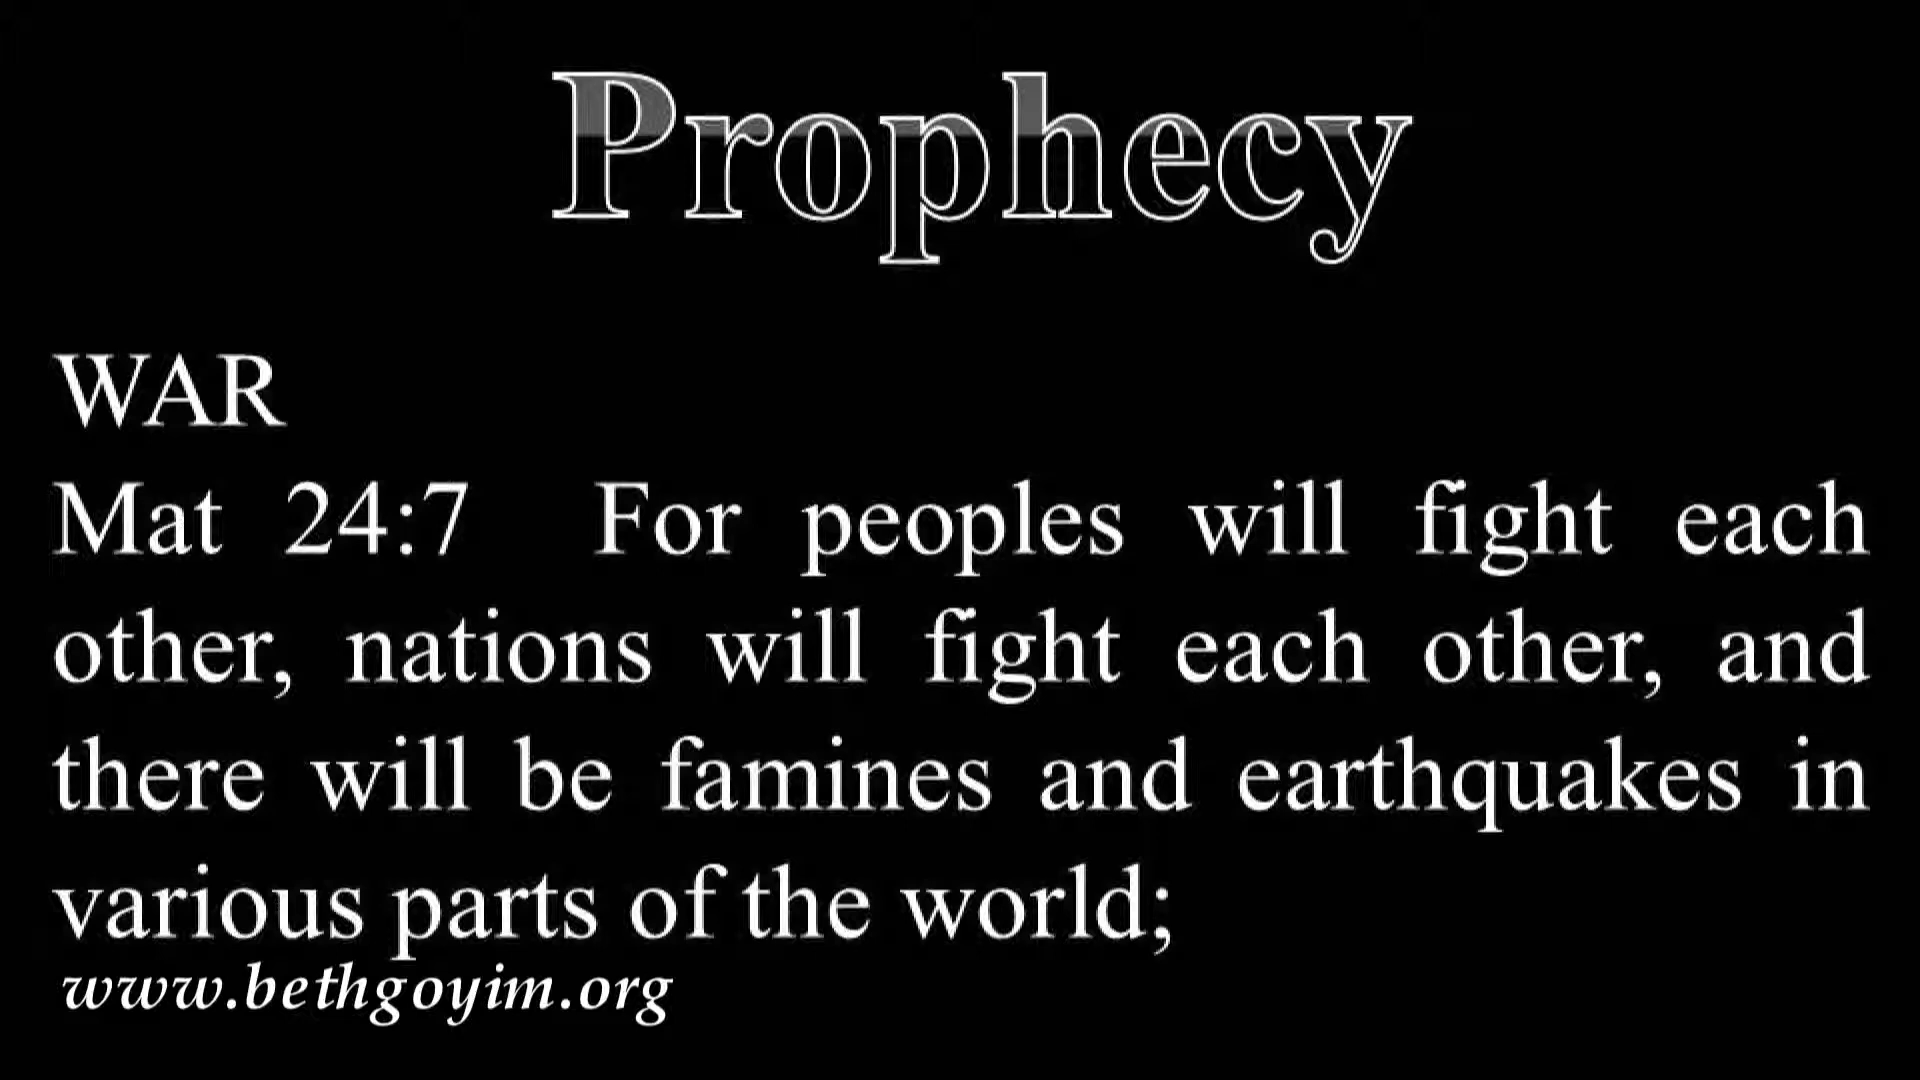 Prophecy
WAR
Mat 24:7 For peoples will fight each
other, nations will fight each other, and
there will be famines and earthquakes in
various parts of the world;
www.bethgoyim.org